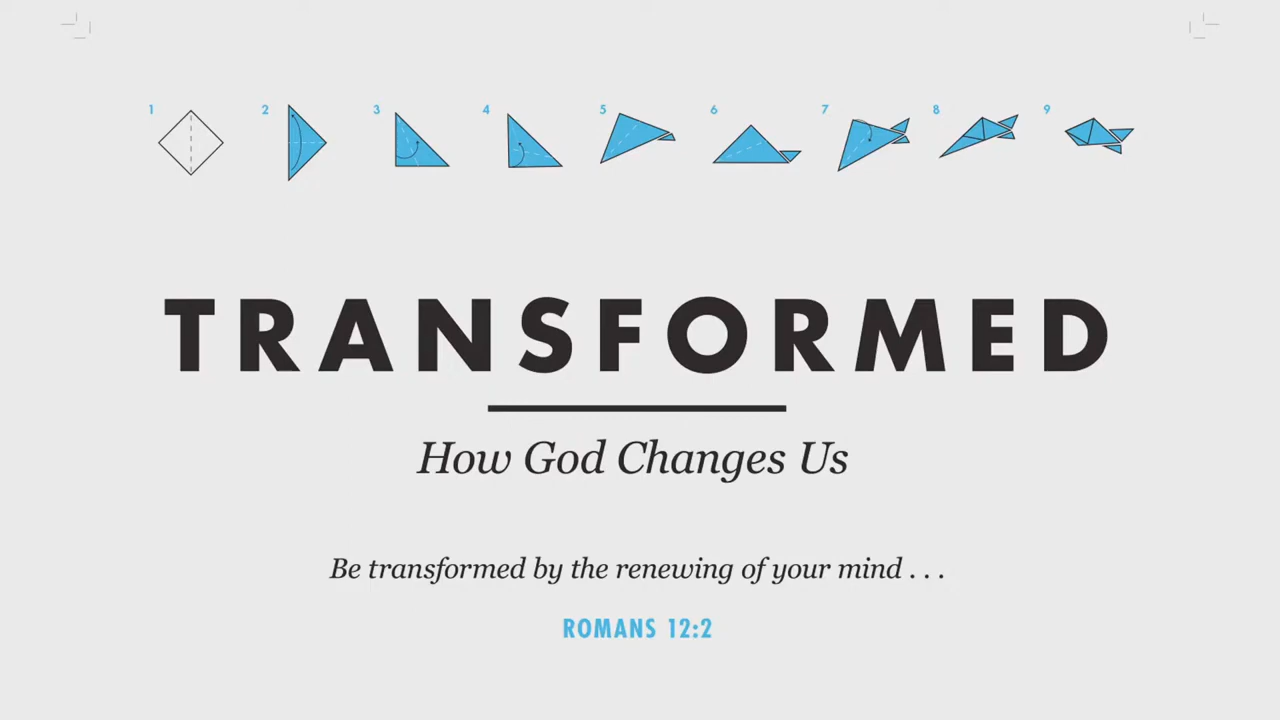 1 2 3 4 5 6 7 8 9
TRANSFORMED
How God Changes Us
Be transformed by the renewing of your mind . . .
ROMANS 12:2